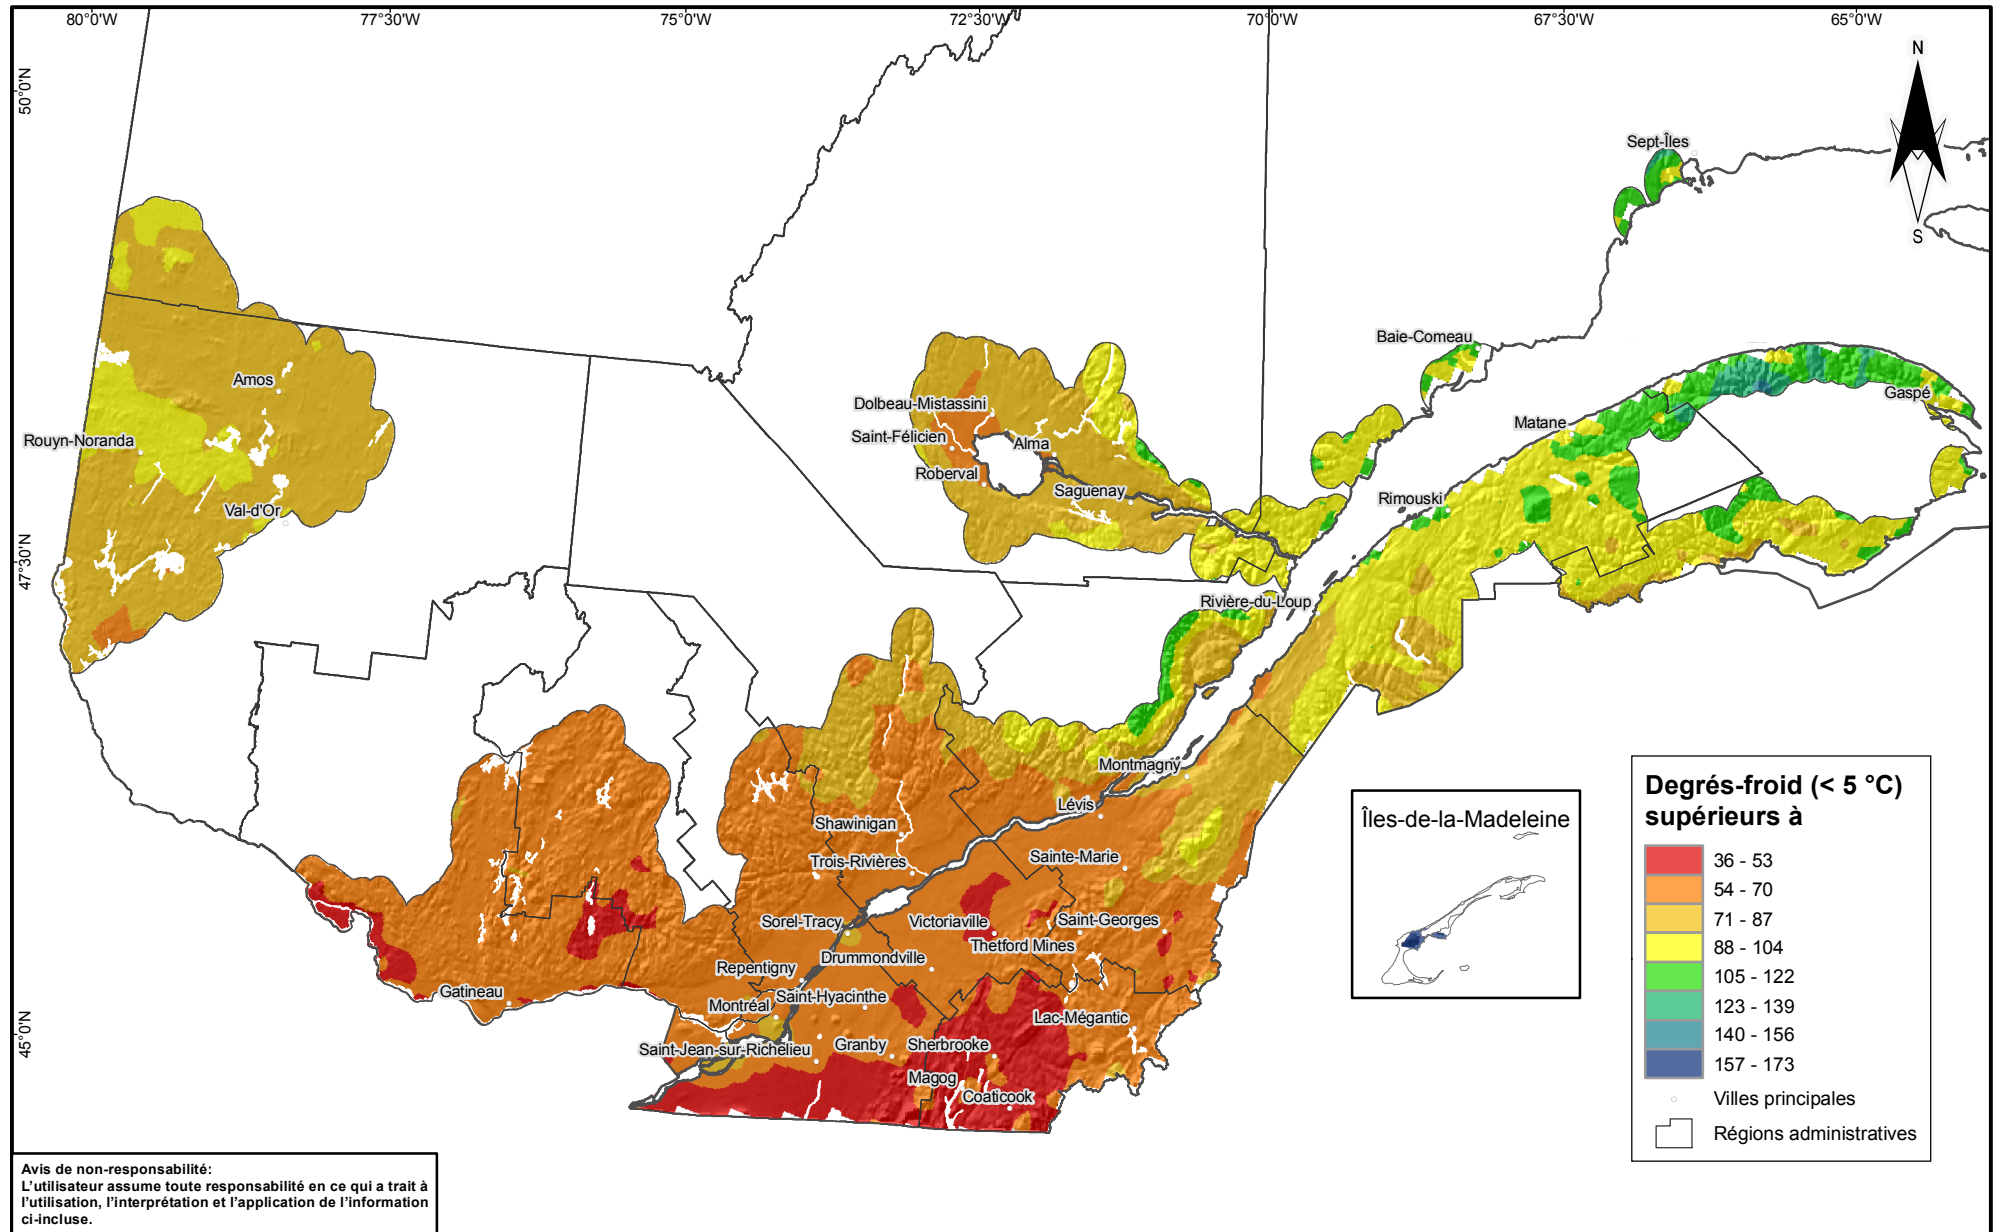 80°0'W 77°30'W 75°0'W 72°30'W 70°0'W 67°30'W 65°0'W
50°0'N
47°30'N
45°0'N
N
S
Sept-Îles
Baie-Comeau
Amos
Dolbeau-Mistassini
Gaspé
Saint-Félicien
Alma
Matane
Rouyn-Noranda
Roberval
Saguenay
Rimouski
Val-d'Or
Rivière-du-Loup
Montmagny
Lévis
Shawinigan
Trois-Rivières
Sainte-Marie
Sorel-Tracy
Victoriaville
Saint-Georges
Thetford Mines
Drummondville
Repentigny
Gatineau
Montréal
Saint-Hyacinthe
Lac-Mégantic
Saint-Jean-sur-Richelieu
Granby
Sherbrooke
Magog
Coaticook
Îles-de-la-Madeleine
Degrés-froid (< 5 °C)
supérieurs à
36 - 53
54 - 70
71 - 87
88 - 104
105 - 122
123 - 139
140 - 156
157 - 173
Villes principales
Régions administratives
Avis de non-responsabilité:
L'utilisateur assume toute responsabilité en ce qui a trait à
l'utilisation, l'interprétation et l'application de l'information
ci-incluse.